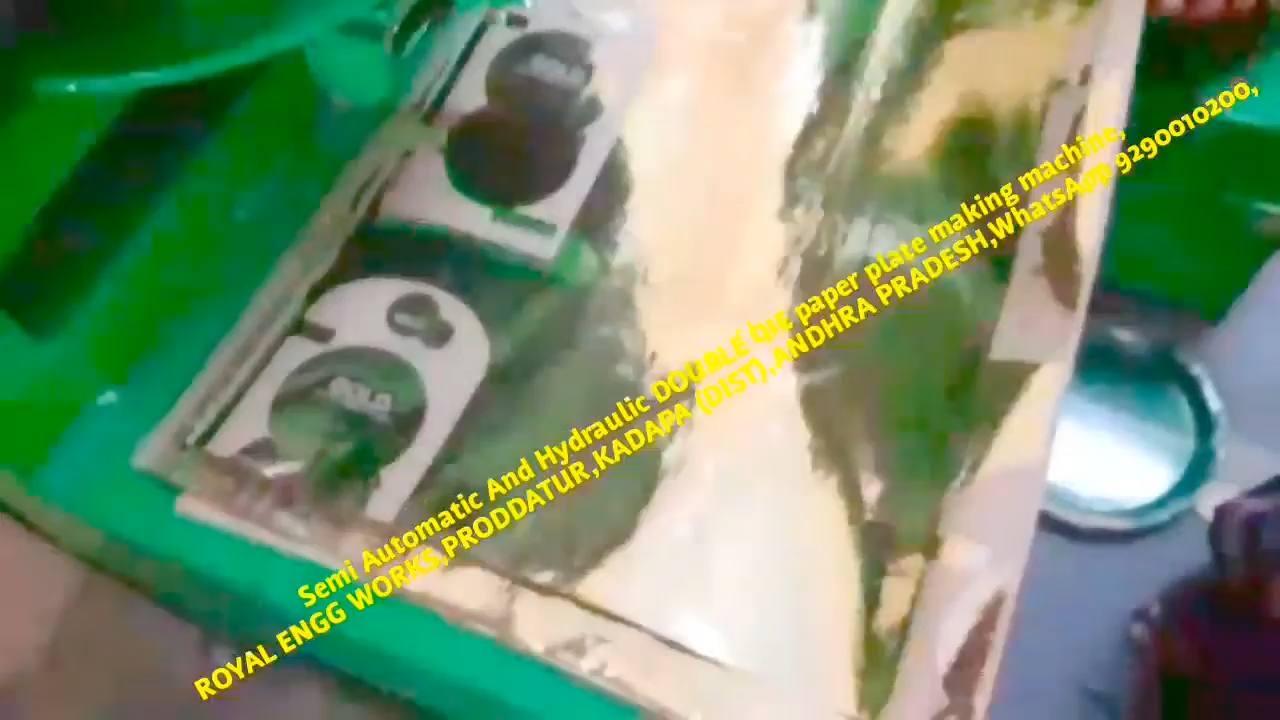 Semi Automatic And Hydraulic DOUBLE dIE paper plate making machine,
ROYAL ENGG WORKS,PRODDATUR,KADAPA (DIST),ANDHRA PRADESH,WhatsApp 9290010200,